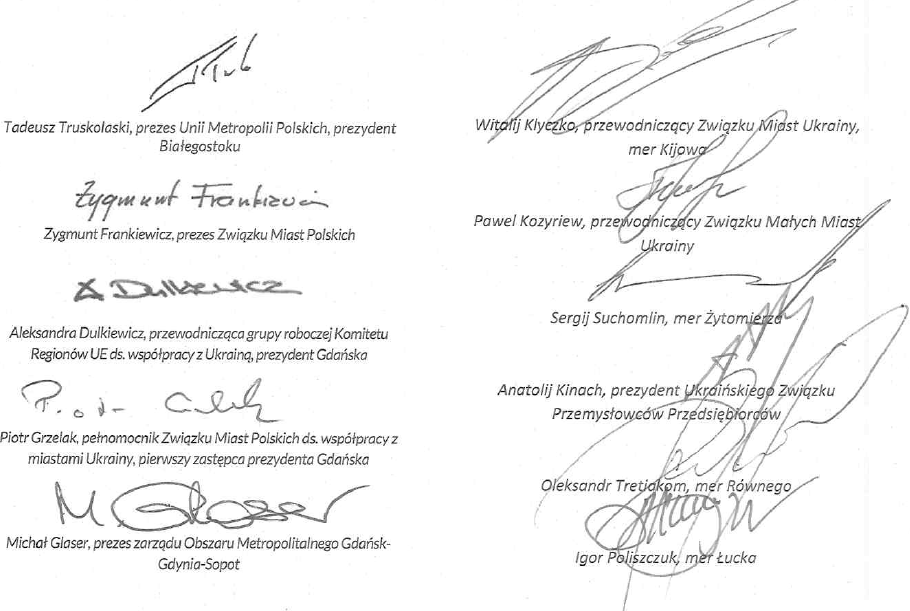 Tadeusz Truskolaski, prezes Unii Metropolii Polskich, prezydent
Białegostoku
Zygmunt Frankiewicz
Zygmunt Frankiewicz, prezes Związku Miast Polskich
A Dulkiewicz
Aleksandra Dulkiewicz, przewodnicząca grupy roboczej Komitetu
Regionów UE ds. współpracy z Ukrainą, prezydent Gdańska
Piotr
Piotr Grzelak, pełnomocnik Związku Miast Polskich ds. współpracy z
miastami Ukrainy, pierwszy zastępca prezydenta Gdańska
M. Glaser
Michał Glaser, prezes zarządu Obszaru Metropolitalnego Gdańsk-
Gdynia-Sopot
Witalij Klyczko, przewodniczący Związku Miast Ukrainy,
mer Kijowa
Pawel Kozyriew, przewodniczący Związku Małych Miast
Ukrainy
Sergij Suchomlin, mer Żytomierza
Anatolij Kinach, prezydent Ukraińskiego Związku
Przemysłowców Przedsiębiorców
Oleksandr Tretiakom, mer Równego
Igor Poliszczuk, mer Łucka